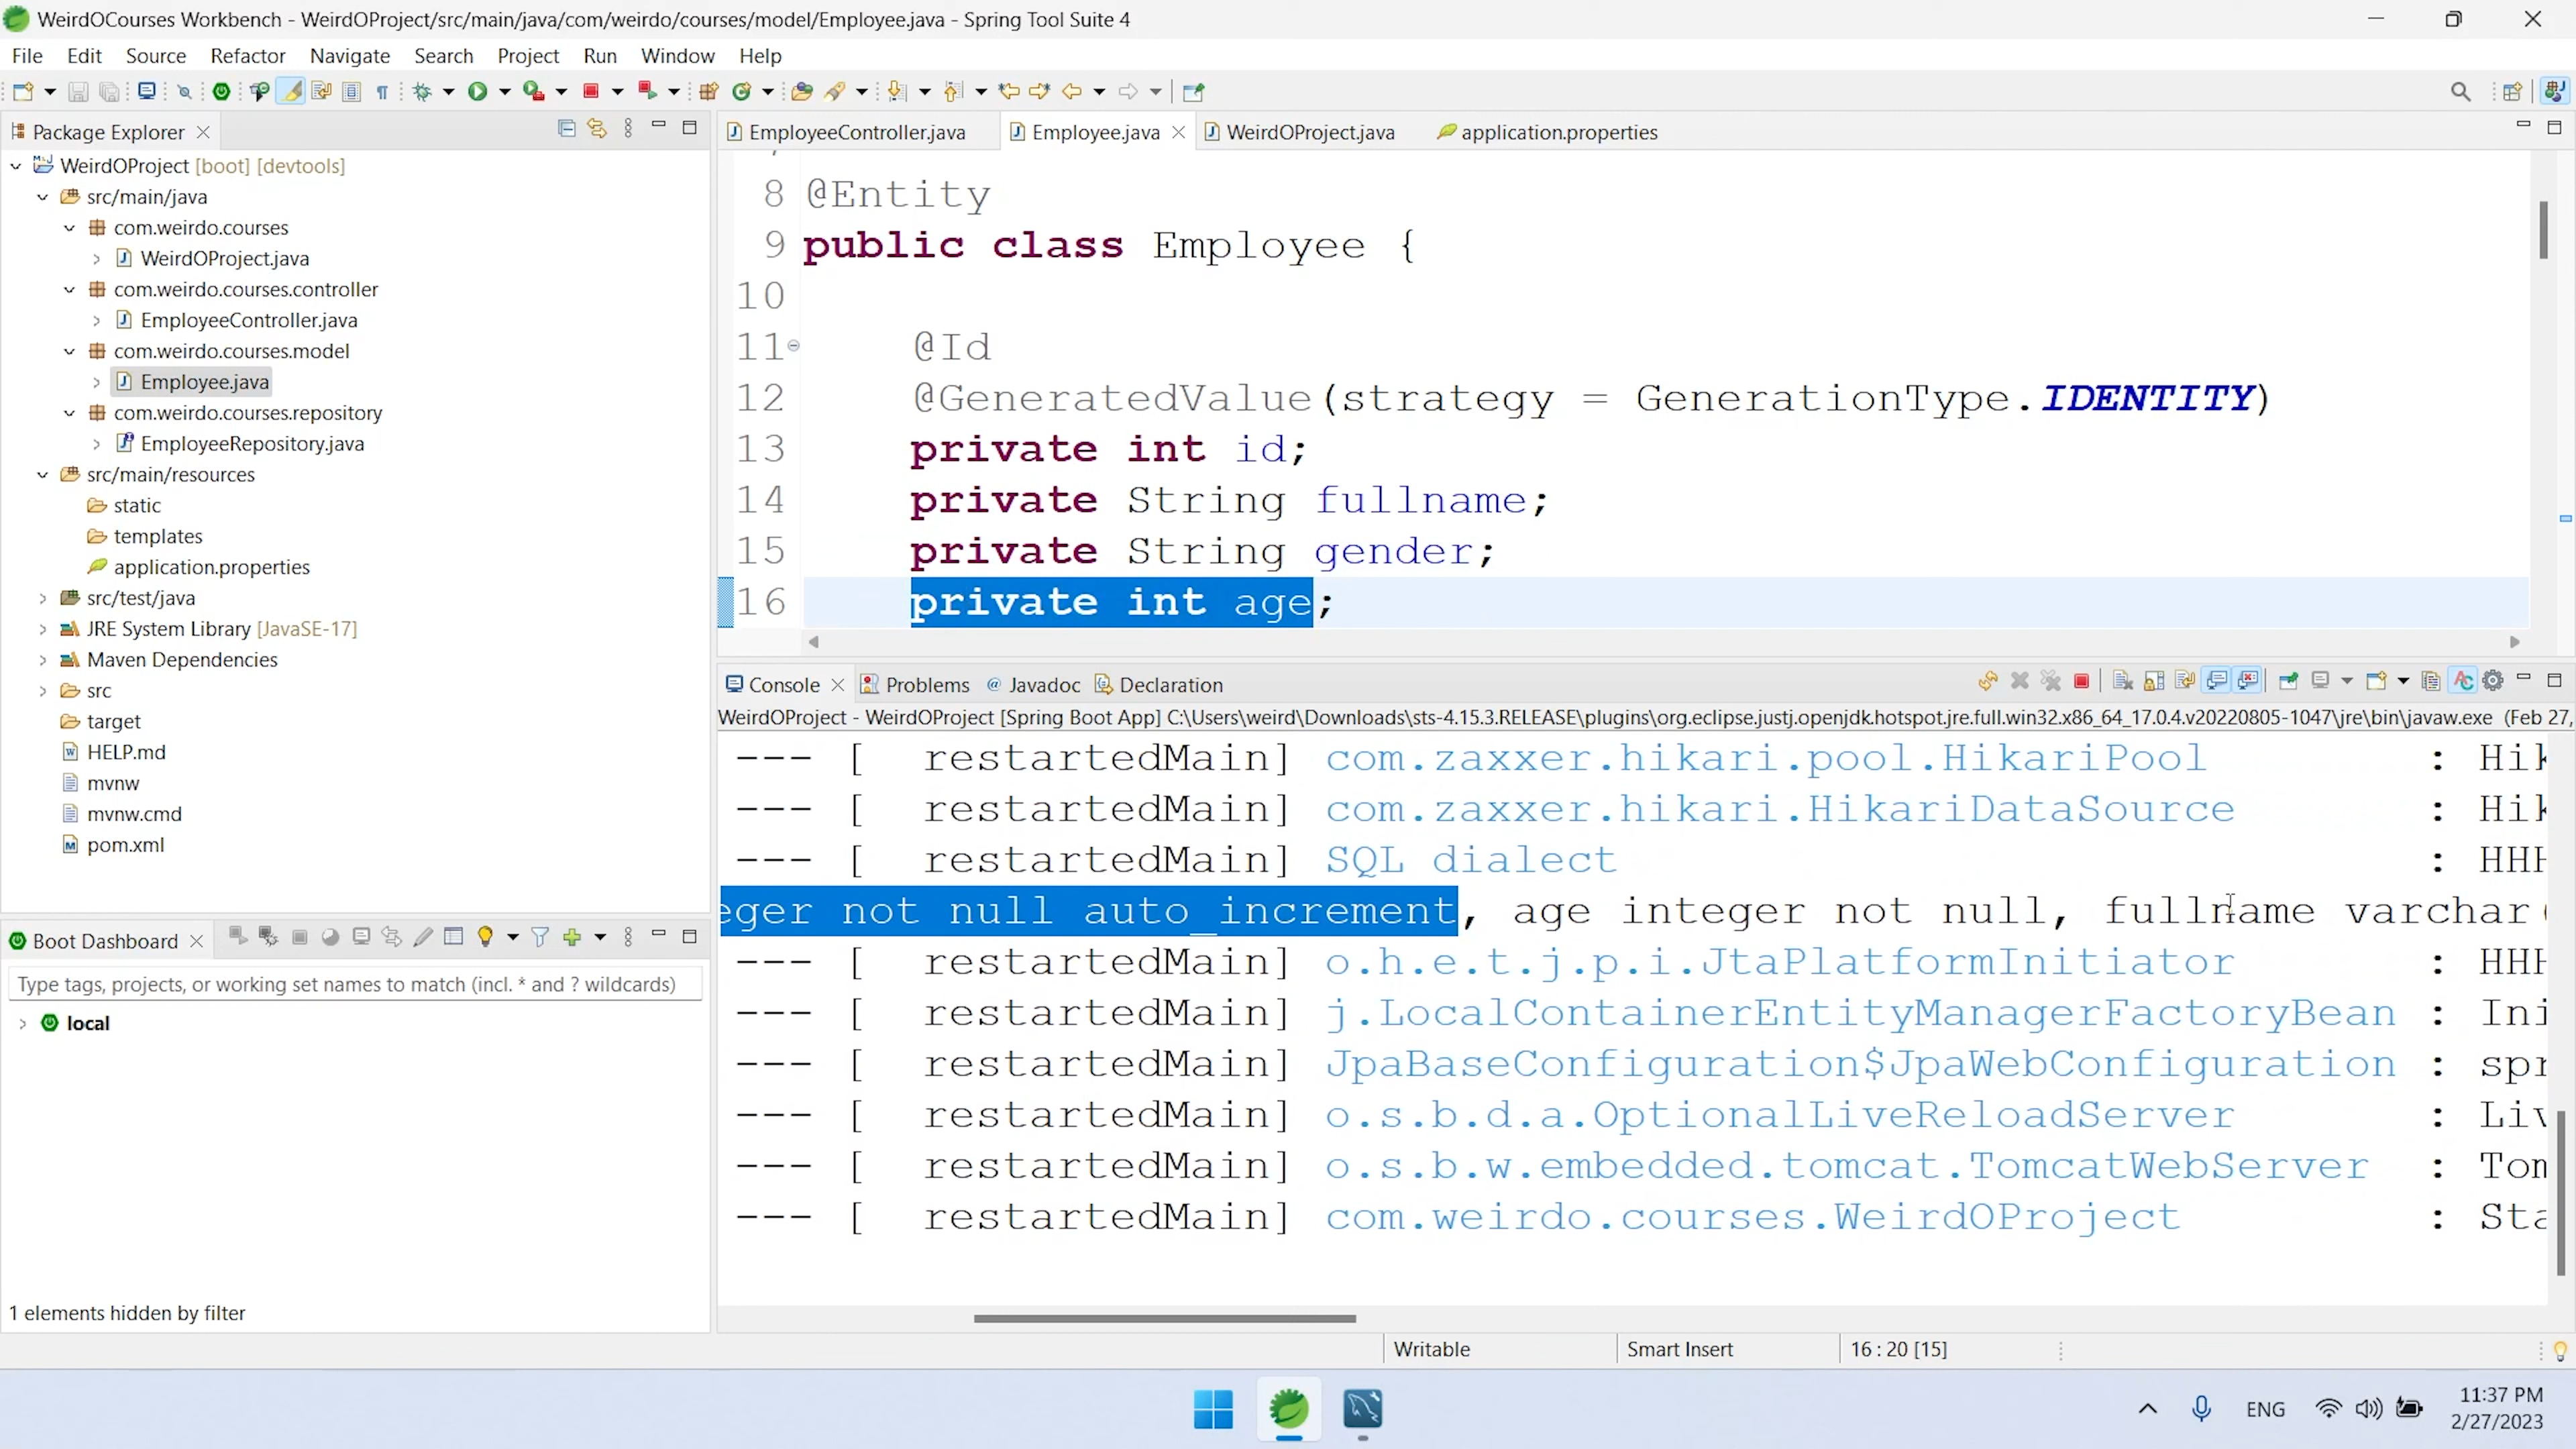 WeirdOCourses Workbench - WeirdOProject/src/main/java/com/weirdo/courses/model/Employee.java - Spring Tool Suite 4
File Edit Source Refactor Navigate Search Project Run Window Help
Package Explorer
WeirdOProject [boot] [devtools]
src/main/java
com.weirdo.courses
WeirdOProject.java
com.weirdo.courses.controller
EmployeeController.java
com.weirdo.courses.model
Employee.java
com.weirdo.courses.repository
EmployeeRepository.java
src/main/resources
static
templates
application.properties
src/test/java
JRE System Library [JavaSE-17]
Maven Dependencies
src
target
HELP.md
mvnw
mvnw.cmd
pom.xml
Boot Dashboard
Type tags, projects, or working set names to match (incl. * and ? wildcards)
local
1 elements hidden by filter
EmployeeController.java Employee.java WeirdOProject.java application.properties
8 @Entity
9 public class Employee {
10
11 @Id
12 @GeneratedValue(strategy = GenerationType.IDENTITY)
13 private int id;
14 private String fullname;
15 private String gender;
16 private int age;
Console Problems @ Javadoc Declaration
WeirdOProject - WeirdOProject [Spring Boot App] C:\Users\weird\Downloads\sts-4.15.3.RELEASE\plugins\org.eclipse.justj.openjdk.hotspot.jre.full.win32.x86_64_17.0.4.v20220805-1047\jre\bin\javaw.exe (Feb 27,
--- [ restartedMain] com.zaxxer.hikari.pool.HikariPool : Hik
--- [ restartedMain] com.zaxxer.hikari.HikariDataSource : Hik
--- [ restartedMain] SQL dialect : HHH
eger not null auto_increment, age integer not null, fullname varchar(
--- [ restartedMain] o.h.e.t.j.p.i.JtaPlatformInitiator : HHH
--- [ restartedMain] j.LocalContainerEntityManagerFactoryBean : Ini
--- [ restartedMain] JpaBaseConfiguration$JpaWebConfiguration : spr
--- [ restartedMain] o.s.b.d.a.OptionalLiveReloadServer : Liv
--- [ restartedMain] o.s.b.w.embedded.tomcat.TomcatWebServer : Tom
--- [ restartedMain] com.weirdo.courses.WeirdOProject : Sta
Writable Smart Insert 16 : 20 [15]
ENG
11:37 PM
2/27/2023